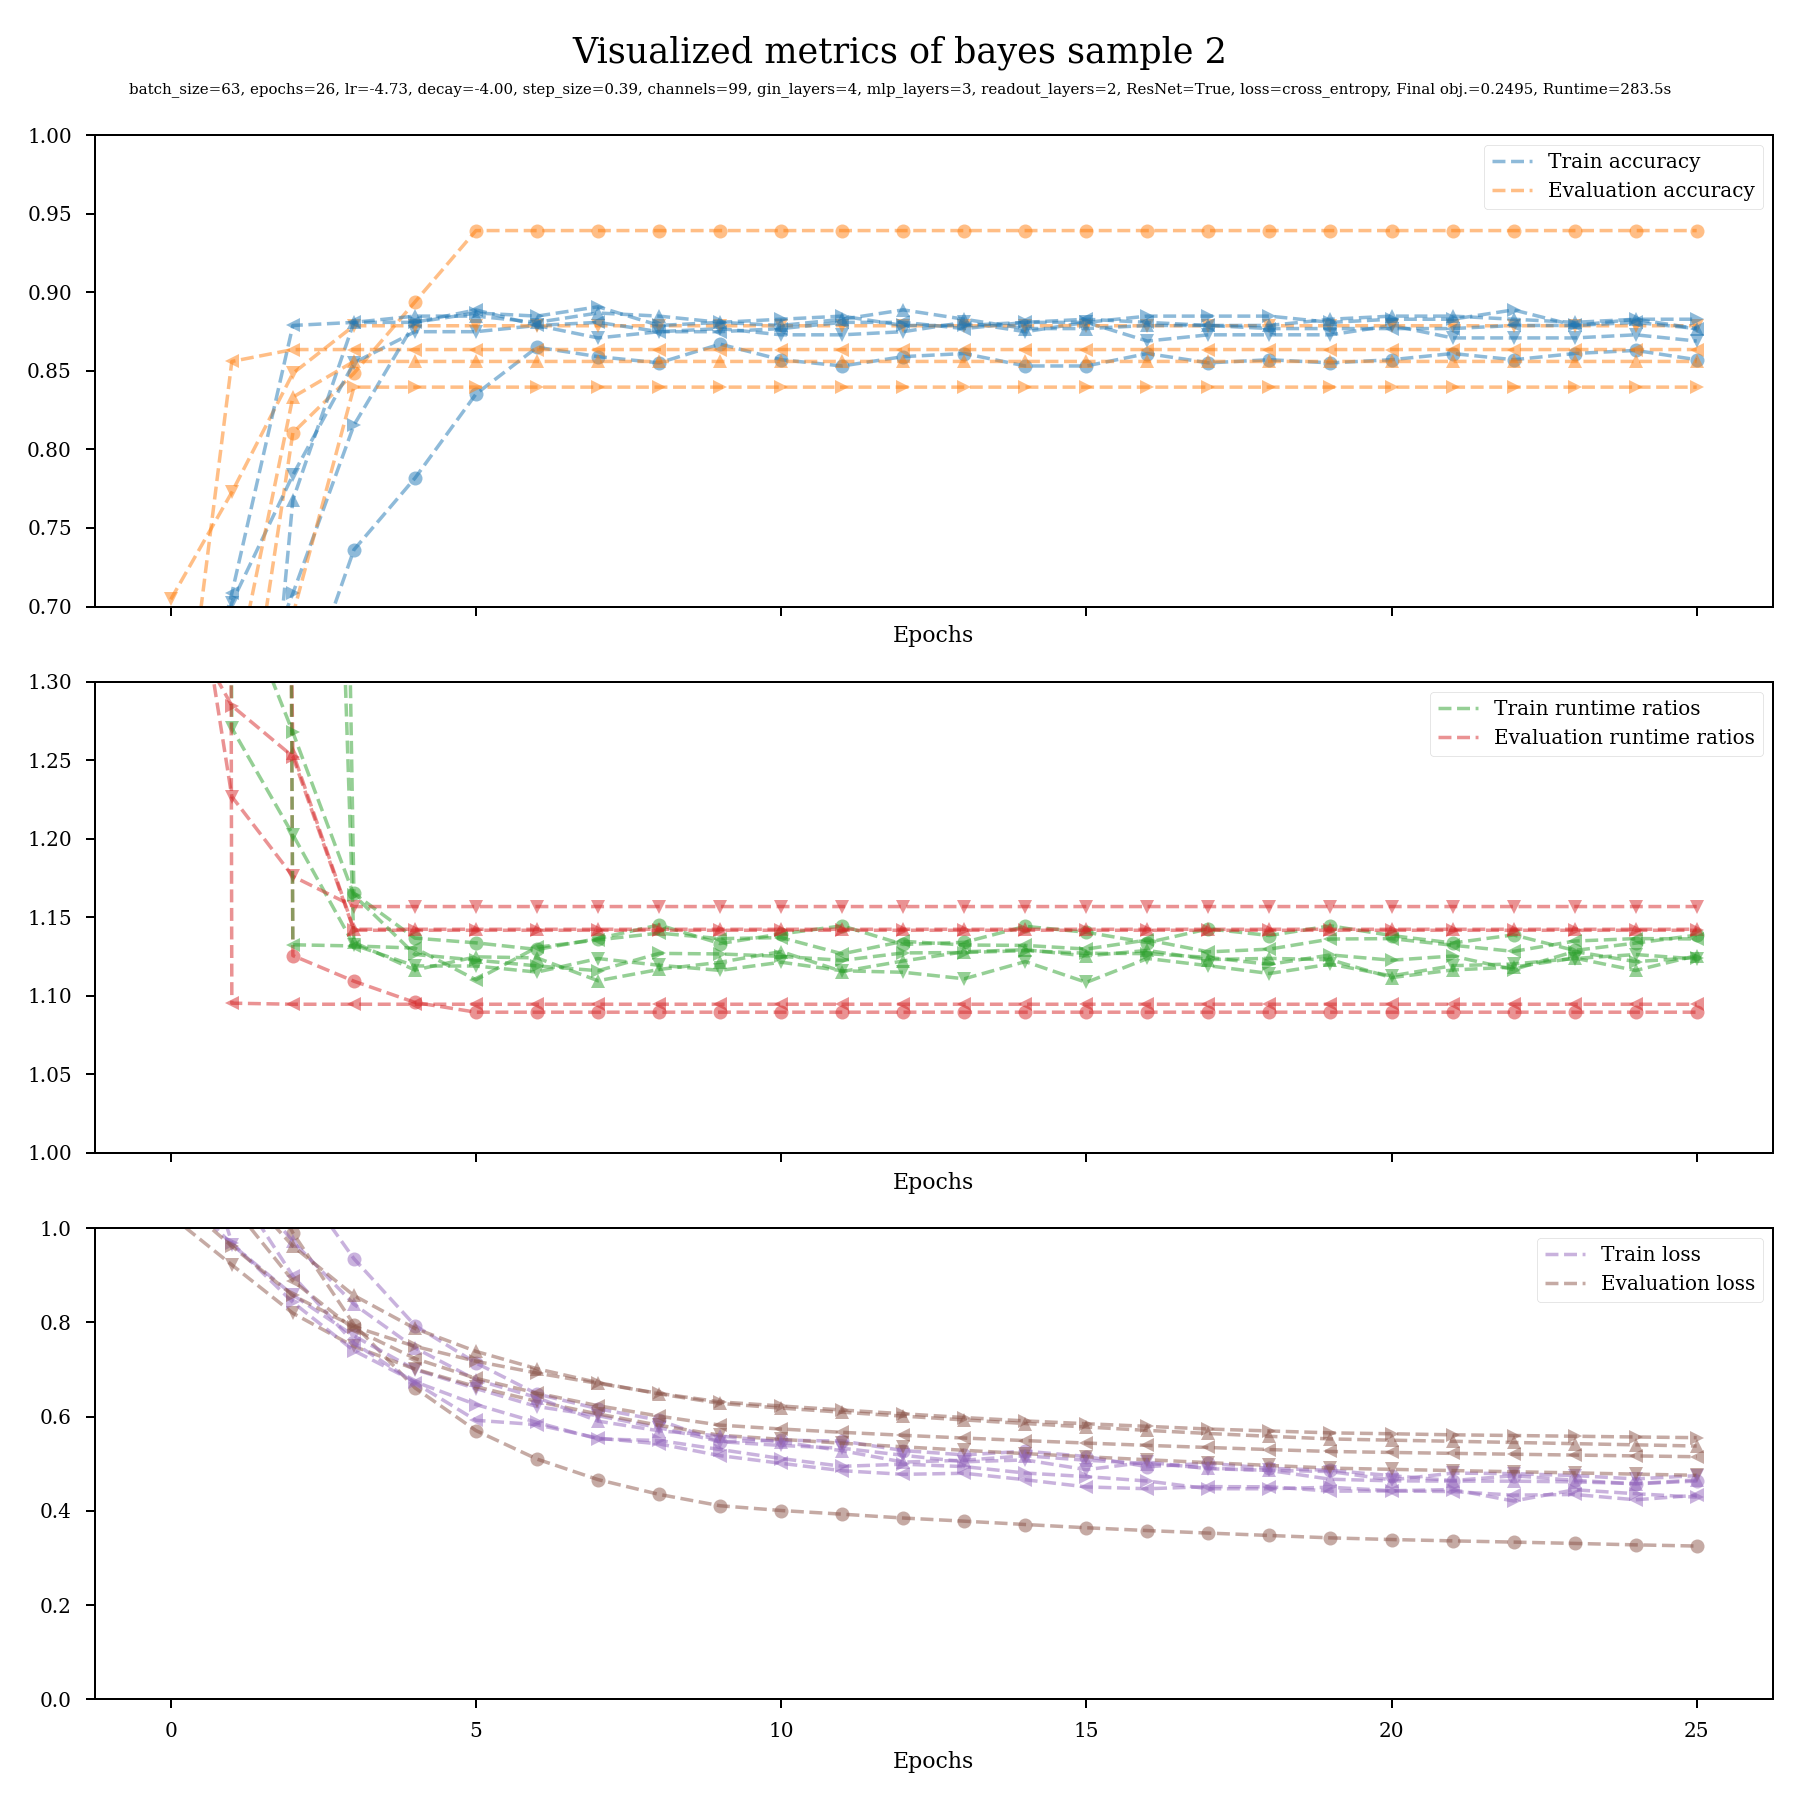 Visualized metrics of bayes sample 2
batch_size=63, epochs=26, lr=-4.73, decay=-4.00, step_size=0.39, channels=99, gin_layers=4, mlp_layers=3, readout_layers=2, ResNet=True, loss=cross_entropy, Final obj.=0.2495, Runtime=283.5s
1.00
0.95
0.90
0.85
0.80
0.75
0.70
Train accuracy
Evaluation accuracy
Epochs
1.30
1.25
1.20
1.15
1.10
1.05
1.00
Train runtime ratios
Evaluation runtime ratios
Epochs
1.0
0.8
0.6
0.4
0.2
0.0
Train loss
Evaluation loss
0 5 10 15 20 25
Epochs